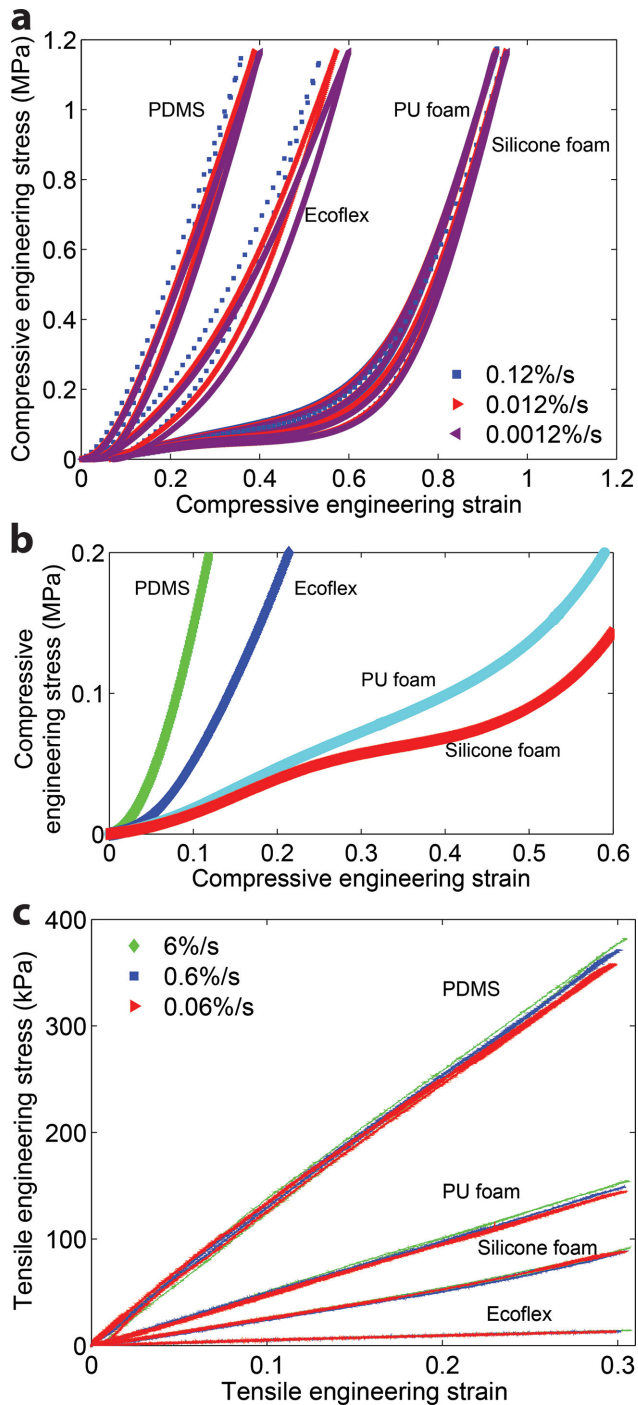 a
Compressive engineering stress (MPa)
1.2
1
0.8
0.6
0.4
0.2
0
PDMS
PU foam
Silicone foam
Ecoflex
0.12%/s
0.012%/s
0.0012%/s
0 0.2 0.4 0.6 0.8 1 1.2
Compressive engineering strain
b
Compressive
engineering stress (MPa)
0.2
0.1
0
PDMS
Ecoflex
PU foam
Silicone foam
0 0.1 0.2 0.3 0.4 0.5 0.6
Compressive engineering strain
c
Tensile engineering stress (kPa)
400
300
200
100
0
6%/s
0.6%/s
0.06%/s
PDMS
PU foam
Silicone foam
Ecoflex
0 0.1 0.2 0.3
Tensile engineering strain